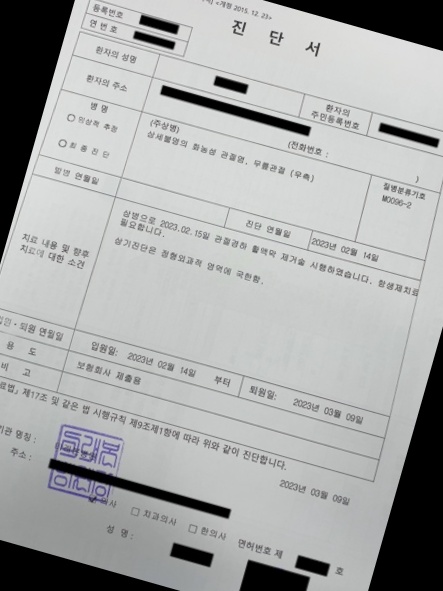 <개정 2015. 12. 23>
등록번호
연 번 호
진 단 서
환자의 성명
환자의 주소
환자의
주민등록번호
(전화번호 : )
병 명
임상적 추정
최 종 진 단
(주상병)
상세불명의 화농성 관절염, 무릎관절 (우측)
질병분류기호
M0096-2
발병 연월일
진단 연월일
2023년 02월 14일
치료 내용 및 향후
치료에 대한 소견
상병으로 2023.02.15일 관절경하 활액막 제거술 시행하였습니다. 항생제치료
필요합니다.
상기진단은 정형외과적 영역에 국한함.
입원・퇴원 연월일
입원일: 2023년 02월 14일 부터 퇴원일: 2023년 03월 09일
용 도
보험회사 제출용
비 고
료법」 제17조 및 같은 법 시행규칙 제9조제1항에 따라 위와 같이 진단합니다.
2023년 03월 09일
기관 명칭 :
주소 :
의사 □ 치과의사 □ 한의사 면허번호 제 호
성 명 :